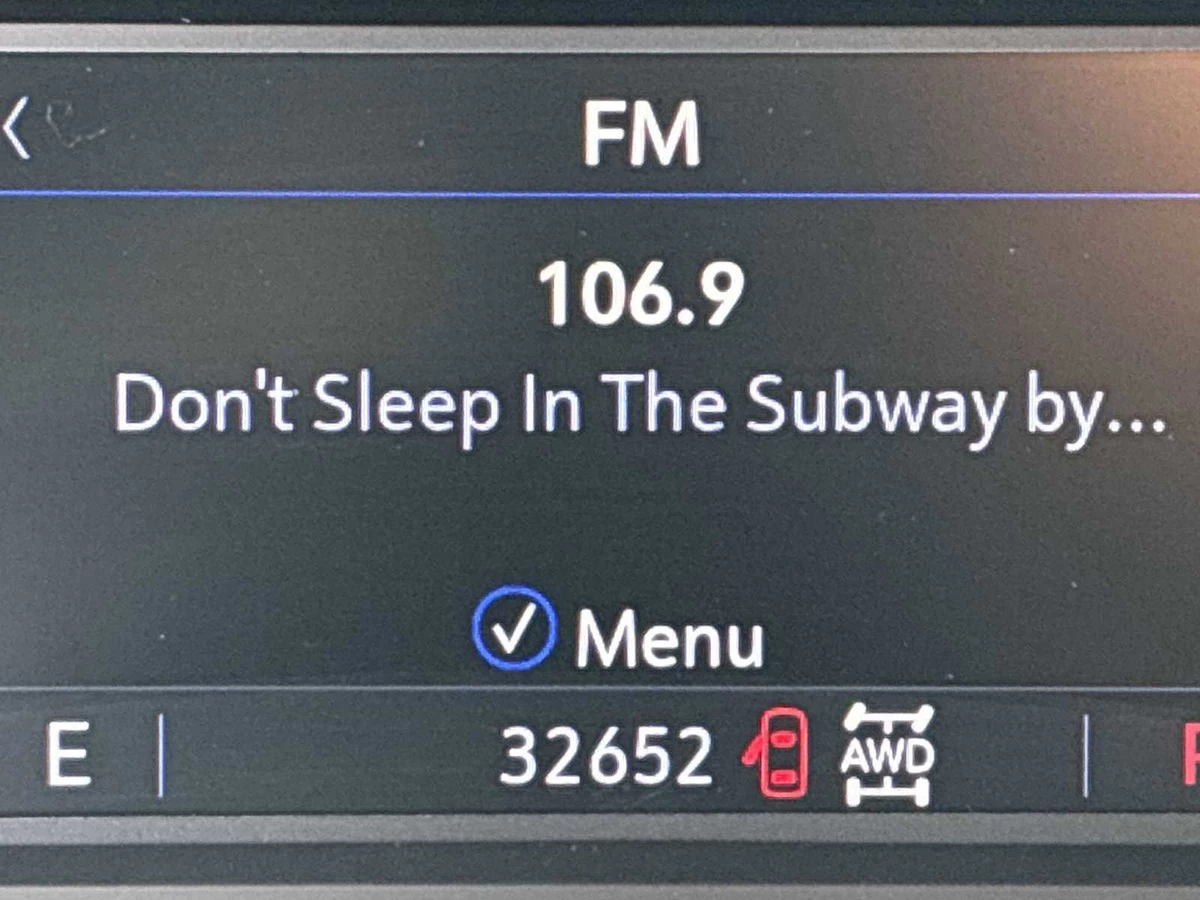 FM
106.9
Don't Sleep In The Subway by...
Menu
E 32652 AWD